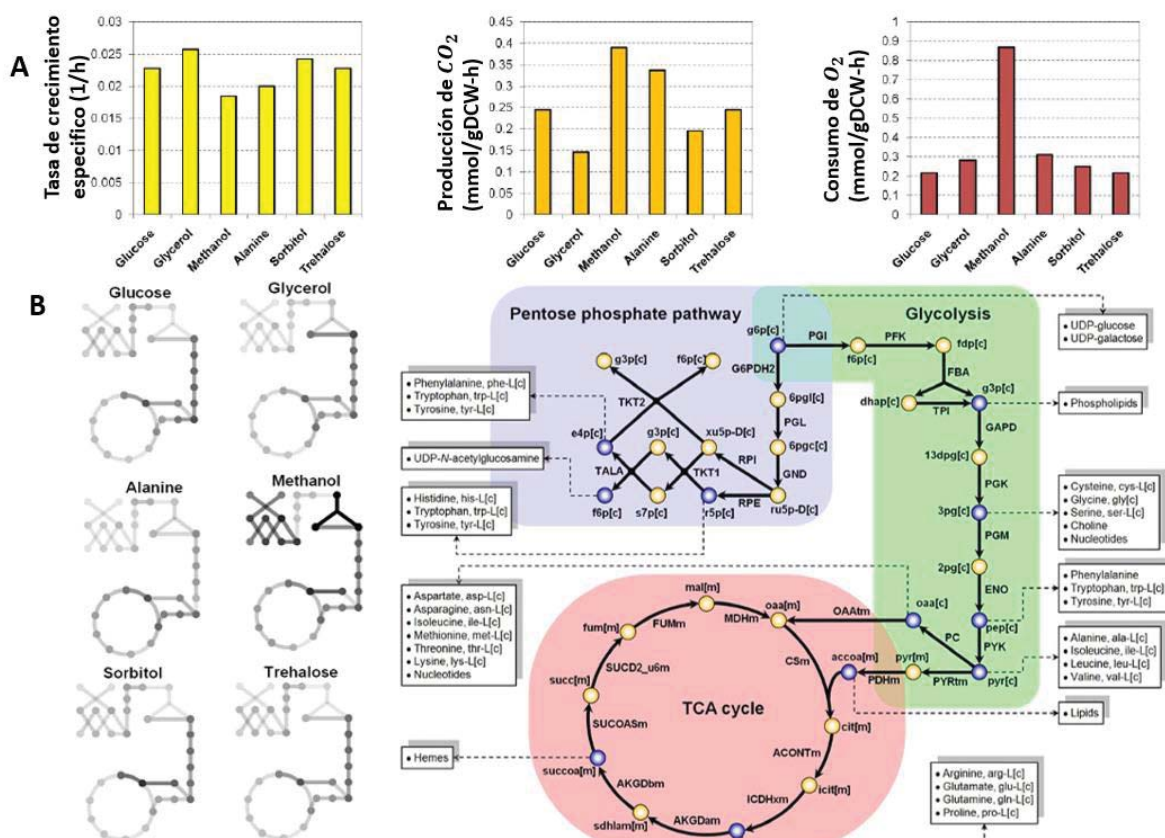 A
Tasa de crecimiento
especifico (1/h)
0.03
0.025
0.02
0.015
0.01
0.005
0
Glucose
Glycerol
Methanol
Alanine
Sorbitol
Trehalose
Producción de CO2
(mmol/gDCW-h)
0.45
0.4
0.35
0.3
0.25
0.2
0.15
0.1
0.05
0
Glucose
Glycerol
Methanol
Alanine
Sorbitol
Trehalose
Consumo de O2
(mmol/gDCW-h)
1
0.9
0.8
0.7
0.6
0.5
0.4
0.3
0.2
0.1
0
Glucose
Glycerol
Methanol
Alanine
Sorbitol
Trehalose
B
Glucose
Glycerol
Alanine
Methanol
Sorbitol
Trehalose
Pentose phosphate pathway
Glycolysis
TCA cycle
g6p[c]
PGI
f6p[c]
PFK
fdp[c]
FBA
g3p[c]
dhap[c]
TPI
GAPD
13dpg[c]
PGK
3pg[c]
PGM
2pg[c]
ENO
pep[c]
PYK
pyr[c]
G6PDH2
6pgl[c]
PGL
6pgc[c]
GND
ru5p-D[c]
RPI
RPE
xu5p-D[c]
r5p[c]
TKT1
TKT2
g3p[c]
f6p[c]
e4p[c]
g3p[c]
TALA
f6p[c]
s7p[c]
PC
oaa[c]
OAAtm
PYRtm
pyr[m]
PDHm
accoa[m]
oaa[m]
CSm
cit[m]
ACONTm
icit[m]
ICDHxm
AKGDam
sdhlam[m]
AKGDbm
succoa[m]
SUCOASm
succ[m]
SUCD2_u6m
fum[m]
FUMm
mal[m]
MDHm
• UDP-glucose
• UDP-galactose
• Phospholipids
• Cysteine, cys-L[c]
• Glycine, gly[c]
• Serine, ser-L[c]
• Choline
• Nucleotides
• Phenylalanine
• Tryptophan, trp-L[c]
• Tyrosine, tyr-L[c]
• Alanine, ala-L[c]
• Isoleucine, ile-L[c]
• Leucine, leu-L[c]
• Valine, val-L[c]
• Lipids
• Arginine, arg-L[c]
• Glutamate, glu-L[c]
• Glutamine, gln-L[c]
• Proline, pro-L[c]
• Phenylalanine, phe-L[c]
• Tryptophan, trp-L[c]
• Tyrosine, tyr-L[c]
• UDP-N-acetylglucosamine
• Histidine, his-L[c]
• Tryptophan, trp-L[c]
• Tyrosine, tyr-L[c]
• Aspartate, asp-L[c]
• Asparagine, asn-L[c]
• Isoleucine, ile-L[c]
• Methionine, met-L[c]
• Threonine, thr-L[c]
• Lysine, lys-L[c]
• Nucleotides
• Hemes